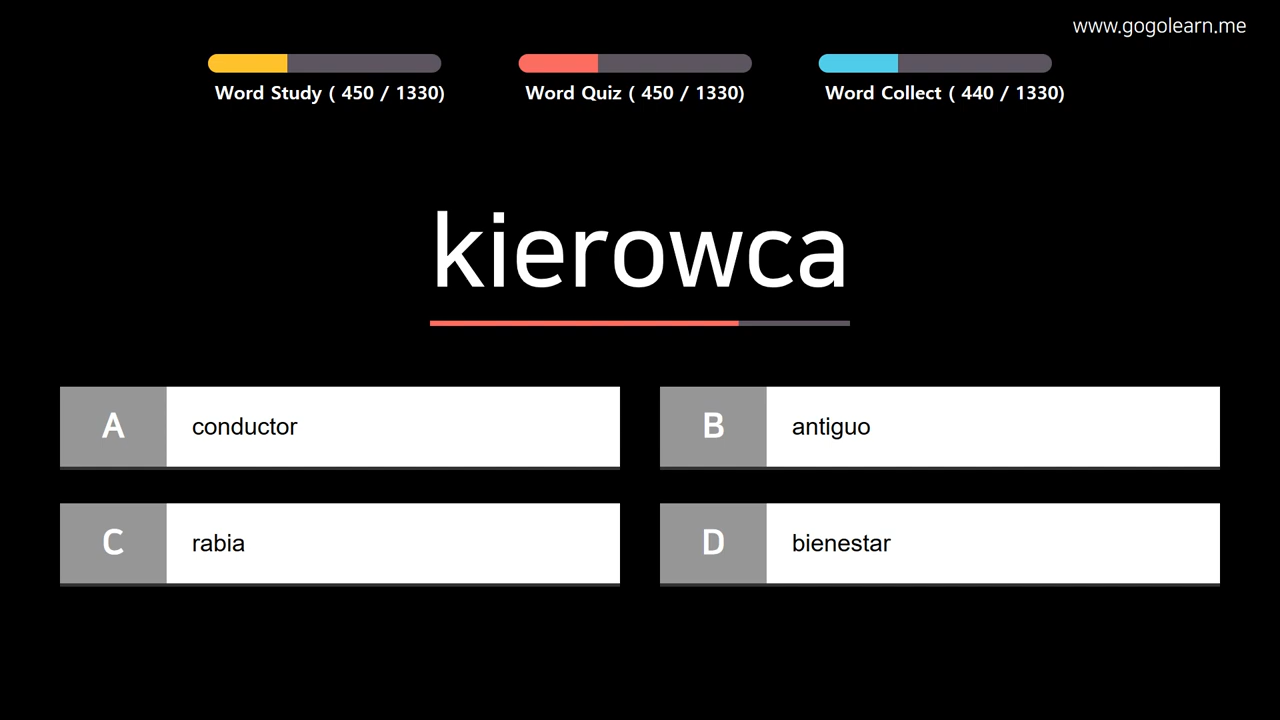 www.gogolearn.me
Word Study ( 450 / 1330)
Word Quiz ( 450 / 1330)
Word Collect ( 440 / 1330)
kierowca
A conductor
B antiguo
C rabia
D bienestar